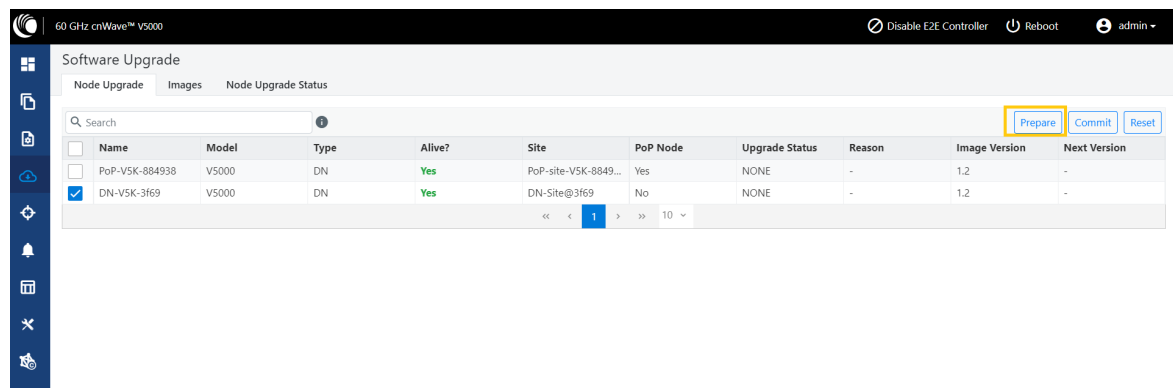 60 GHz cnWave™ V5000 Disable E2E Controller Reboot admin
Software Upgrade
Node Upgrade Images Node Upgrade Status
Search Prepare Commit Reset
Name Model Type Alive? Site PoP Node Upgrade Status Reason Image Version Next Version
PoP-V5K-884938 V5000 DN Yes PoP-site-V5K-8849... Yes NONE - 1.2 -
DN-V5K-3f69 V5000 DN Yes DN-Site@3f69 No NONE - 1.2 -
« ‹ 1 › » 10